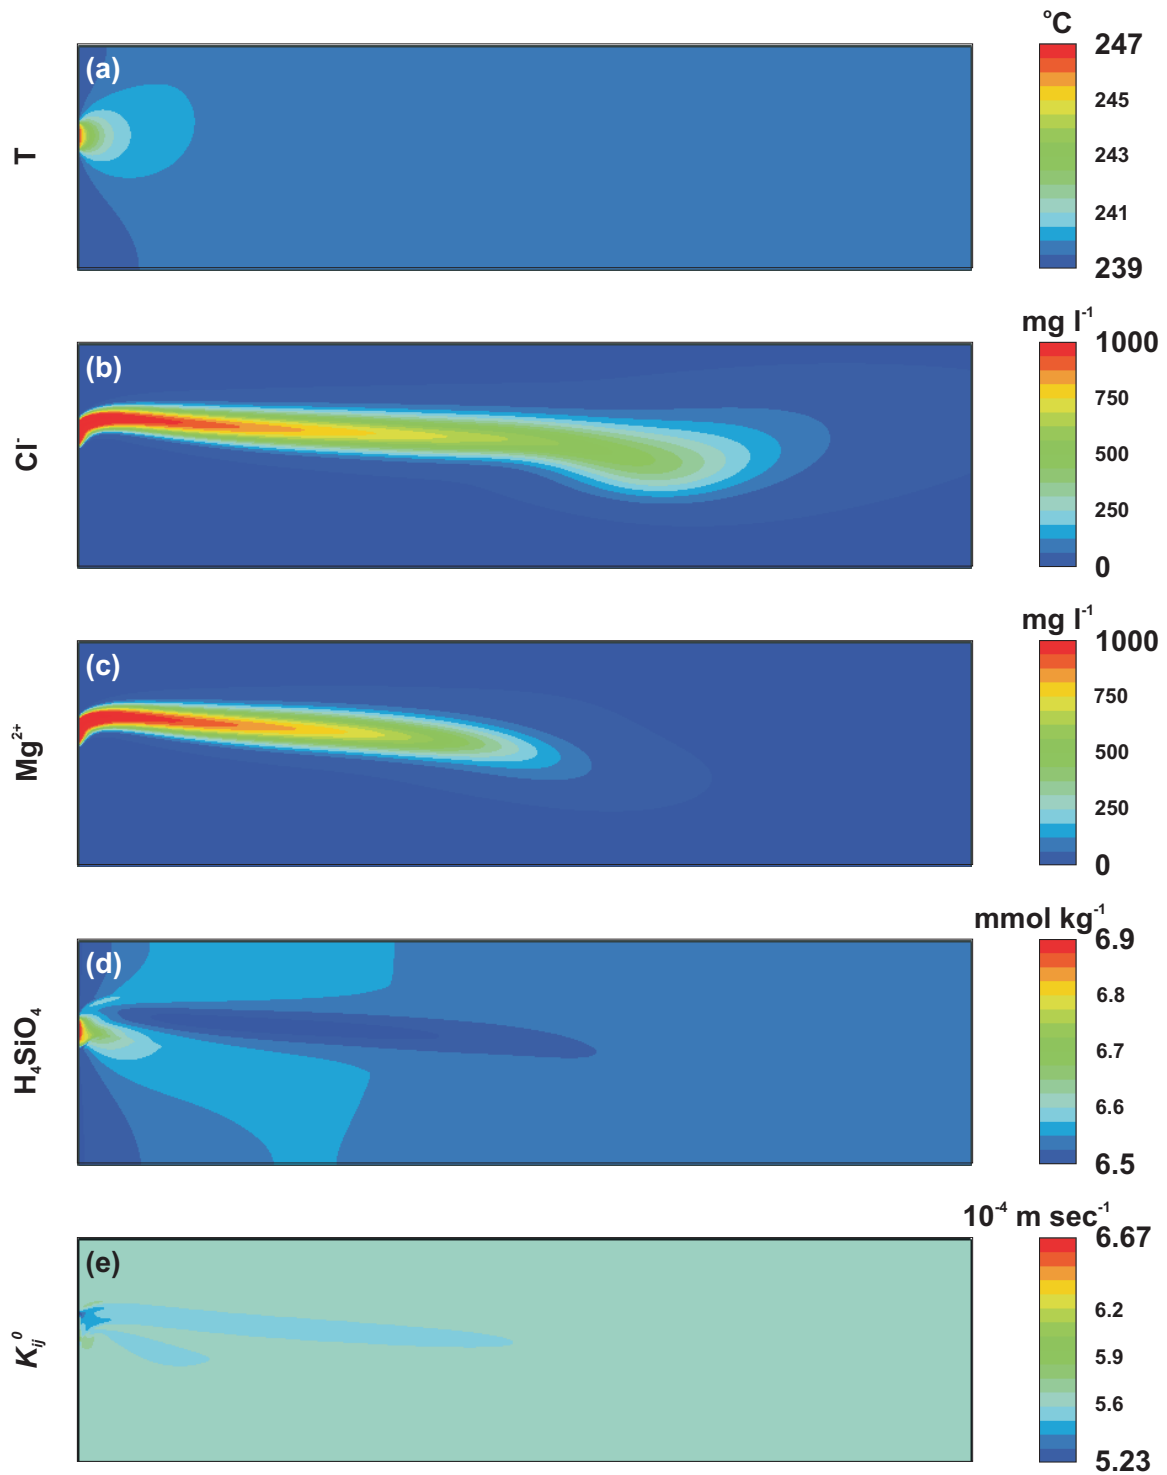 °C
(a)
T
247
245
243
241
239
mg l⁻¹
(b)
Cl⁻
1000
750
500
250
0
mg l⁻¹
(c)
Mg²⁺
1000
750
500
250
0
mmol kg⁻¹
(d)
H₄SiO₄
6.9
6.8
6.7
6.6
6.5
10⁻⁴ m sec⁻¹
(e)
Kᵢⱼ⁰
6.67
6.2
5.9
5.6
5.23